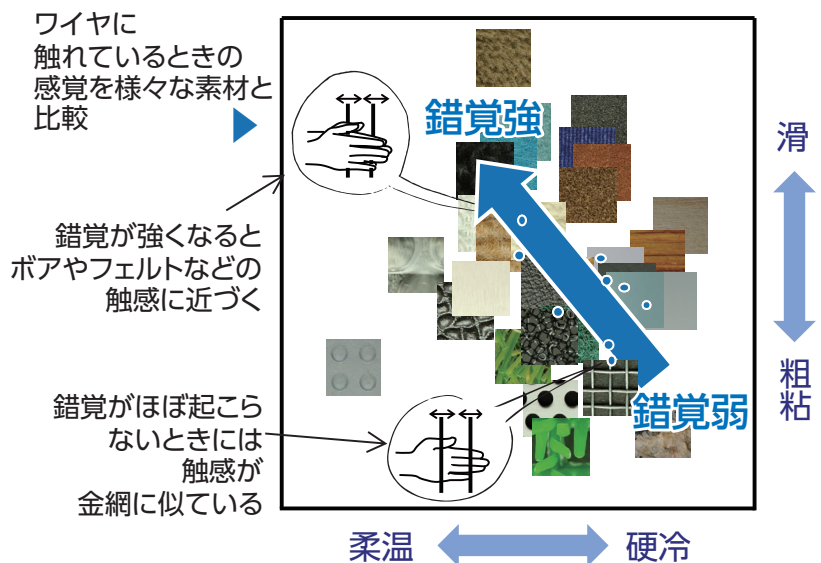 ワイヤに
触れているときの
感覚を様々な素材と
比較
錯覚が強くなると
ボアやフェルトなどの
触感に近づく
錯覚がほぼ起こら
ないときには
触感が
金網に似ている
錯覚強
錯覚弱
滑
粗粘
柔温
硬冷